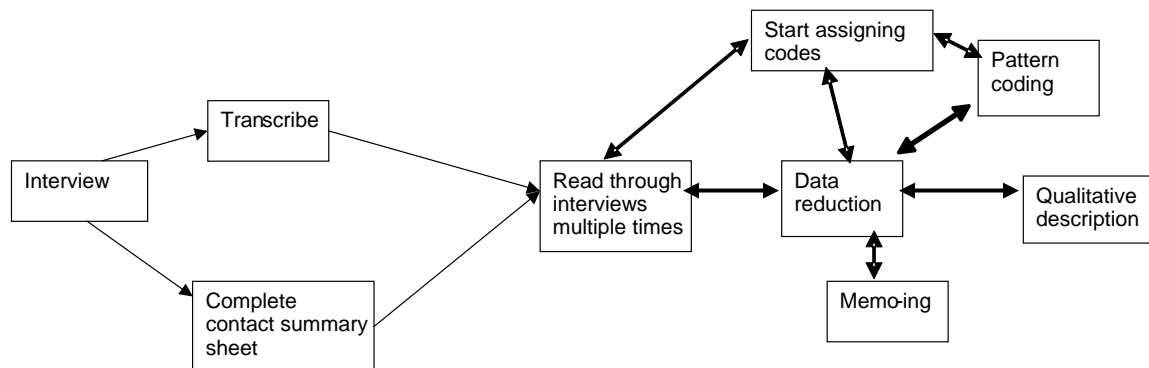 Interview
Transcribe
Complete
contact summary
sheet
Read through
interviews
multiple times
Start assigning
codes
Pattern
coding
Data
reduction
Qualitative
description
Memo-ing